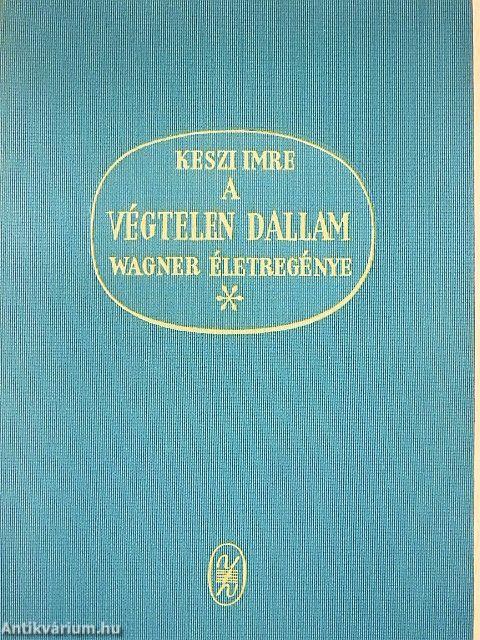 KESZI IMRE
A
VÉGTELEN DALLAM
WAGNER ÉLETREGÉNYE
*
Antikvárium.hu